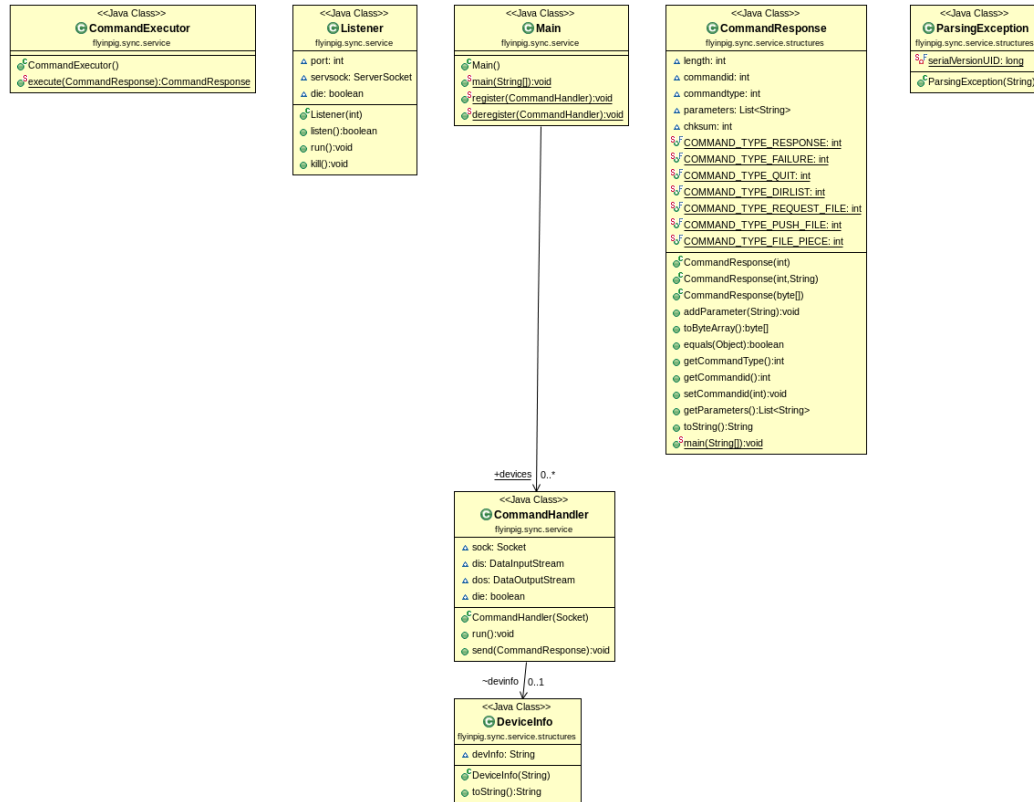 <<Java Class>>
CommandExecutor
flyinpig.sync.service
CommandExecutor()
execute(CommandResponse):CommandResponse
<<Java Class>>
Listener
flyinpig.sync.service
port: int
servsock: ServerSocket
die: boolean
Listener(int)
listen():boolean
run():void
kill():void
<<Java Class>>
Main
flyinpig.sync.service
Main()
main(String[]):void
register(CommandHandler):void
deregister(CommandHandler):void
<<Java Class>>
CommandResponse
flyinpig.sync.service.structures
length: int
commandid: int
commandtype: int
parameters: List<String>
chksum: int
COMMAND_TYPE_RESPONSE: int
COMMAND_TYPE_FAILURE: int
COMMAND_TYPE_QUIT: int
COMMAND_TYPE_DIRLIST: int
COMMAND_TYPE_REQUEST_FILE: int
COMMAND_TYPE_PUSH_FILE: int
COMMAND_TYPE_FILE_PIECE: int
CommandResponse(int)
CommandResponse(int,String)
CommandResponse(byte[])
addParameter(String):void
toByteArray():byte[]
equals(Object):boolean
getCommandType():int
getCommandid():int
setCommandid(int):void
getParameters():List<String>
toString():String
main(String[]):void
<<Java Class>>
ParsingException
flyinpig.sync.service.structures
serialVersionUID: long
ParsingException(String)
+devices 0..*
<<Java Class>>
CommandHandler
flyinpig.sync.service
sock: Socket
dis: DataInputStream
dos: DataOutputStream
die: boolean
CommandHandler(Socket)
run():void
send(CommandResponse):void
~devinfo 0..1
<<Java Class>>
DeviceInfo
flyinpig.sync.service.structures
devInfo: String
DeviceInfo(String)
toString():String